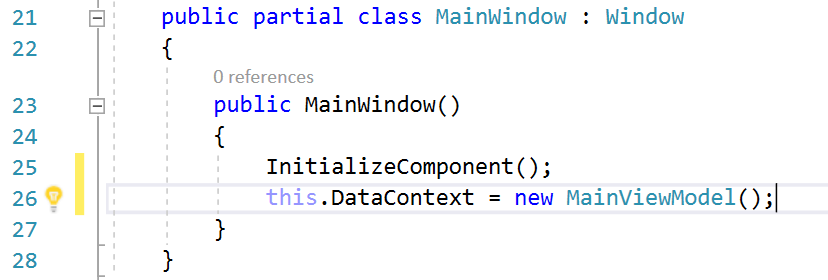 21 public partial class MainWindow : Window
22 {
0 references
23 public MainWindow()
24 {
25 InitializeComponent();
26 this.DataContext = new MainViewModel();
27 }
28 }